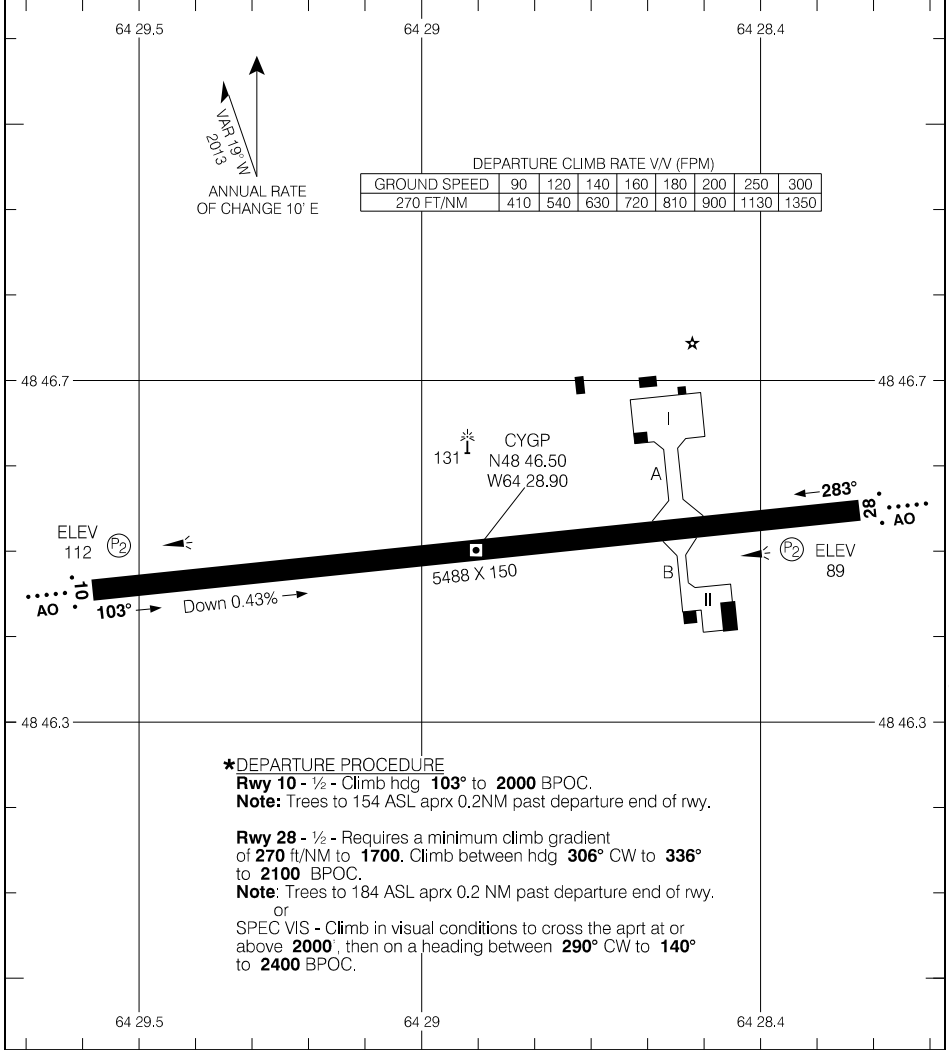 64 29.5 64 29 64 28.4
VAR 19° W
2013
ANNUAL RATE
OF CHANGE 10' E
DEPARTURE CLIMB RATE V/V (FPM)
GROUND SPEED 90 120 140 160 180 200 250 300
270 FT/NM 410 540 630 720 810 900 1130 1350
48 46.7 48 46.7
I
131
CYGP
N48 46.50
W64 28.90
A
283°
28
AO
ELEV
112
P2
5488 X 150
B
P2
ELEV
89
II
10
AO
103°
Down 0.43%
48 46.3 48 46.3
*DEPARTURE PROCEDURE
Rwy 10 - ½ - Climb hdg 103° to 2000 BPOC.
Note: Trees to 154 ASL aprx 0.2NM past departure end of rwy.
Rwy 28 - ½ - Requires a minimum climb gradient
of 270 ft/NM to 1700. Climb between hdg 306° CW to 336°
to 2100 BPOC.
Note: Trees to 184 ASL aprx 0.2 NM past departure end of rwy.
or
SPEC VIS - Climb in visual conditions to cross the aprt at or
above 2000', then on a heading between 290° CW to 140°
to 2400 BPOC.
64 29.5 64 29 64 28.4